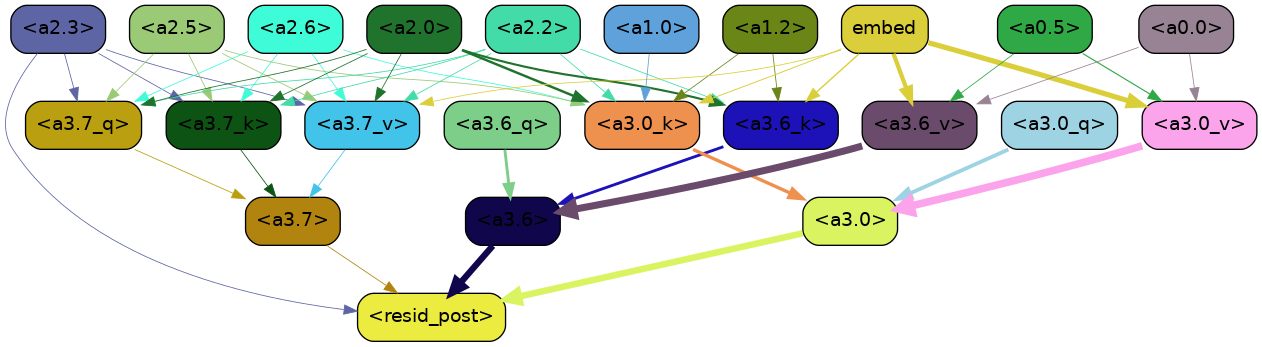 <a2.3> <a2.5> <a2.6> <a2.0> <a2.2> <a1.0> <a1.2> embed <a0.5> <a0.0>
<a3.7_q> <a3.7_k> <a3.7_v> <a3.6_q> <a3.0_k> <a3.6_k> <a3.6_v> <a3.0_q> <a3.0_v>
<a3.7> <a3.6> <a3.0>
<resid_post>